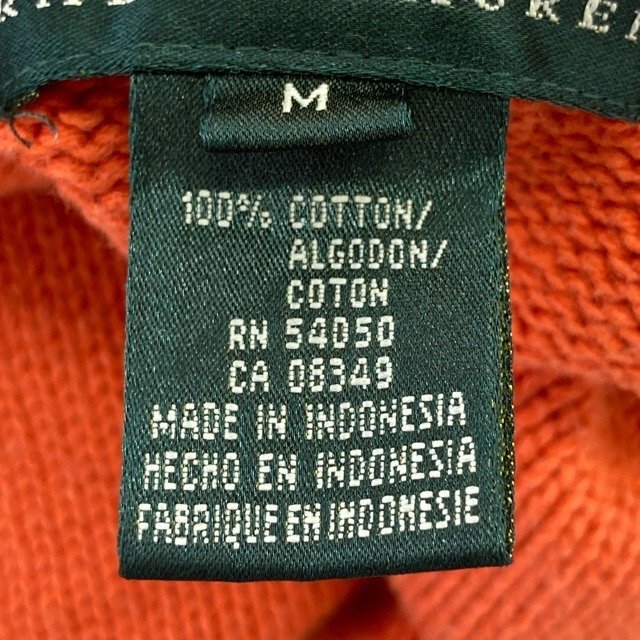 M
100% COTTON/
ALGODON/
COTON
RN 54050
CA 08349
MADE IN INDONESIA
HECHO EN INDONESIA
FABRIQUE EN INDONESIE